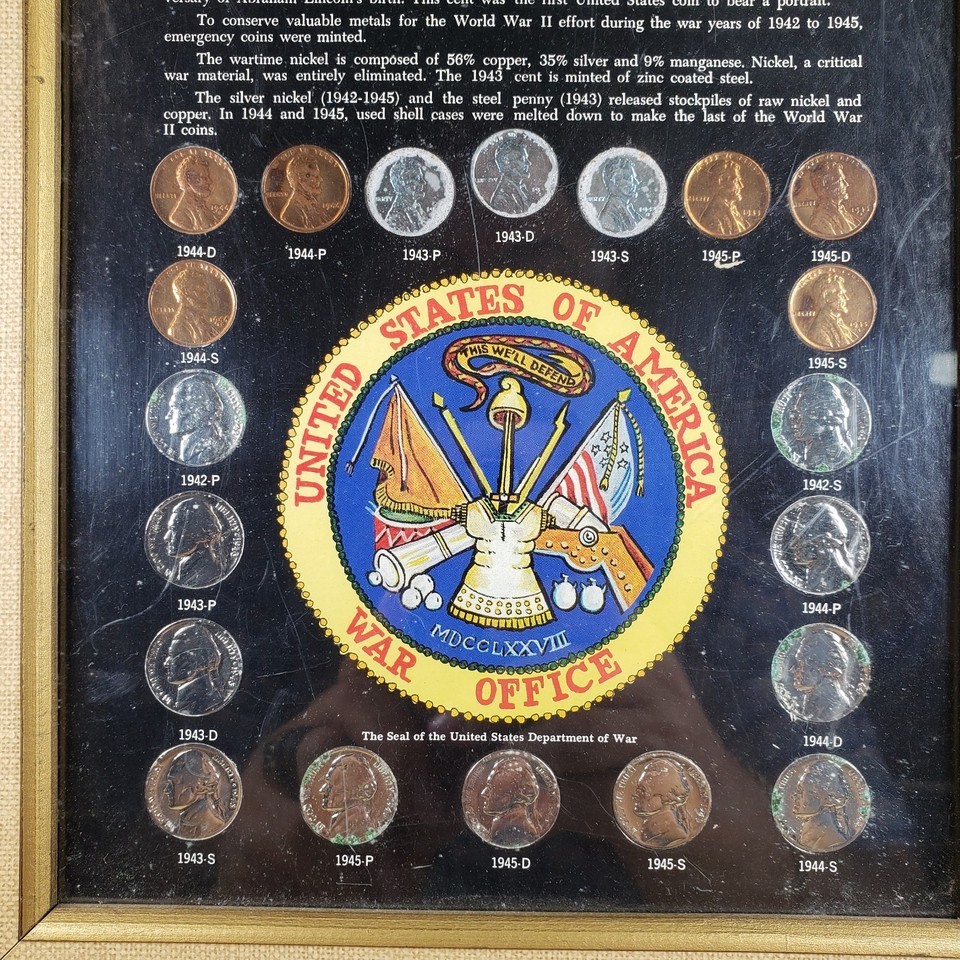 versary of Abraham Lincoln's birth. This cent was the first United States coin to bear a portrait.
To conserve valuable metals for the World War II effort during the war years of 1942 to 1945,
emergency coins were minted.
The wartime nickel is composed of 56% copper, 35% silver and 9% manganese. Nickel, a critical
war material, was entirely eliminated. The 1943 cent is minted of zinc coated steel.
The silver nickel (1942-1945) and the steel penny (1943) released stockpiles of raw nickel and
copper. In 1944 and 1945, used shell cases were melted down to make the last of the World War
II coins.
1944-D 1944-P 1943-P 1943-D 1943-S 1945-P 1945-D
1944-S 1945-S
UNITED STATES OF AMERICA
THIS WE'LL DEFEND
1942-P 1942-S
1943-P 1944-P
MDCCLXXVIII
WAR OFFICE
The Seal of the United States Department of War
1943-D 1944-D
1943-S 1945-P 1945-D 1945-S 1944-S